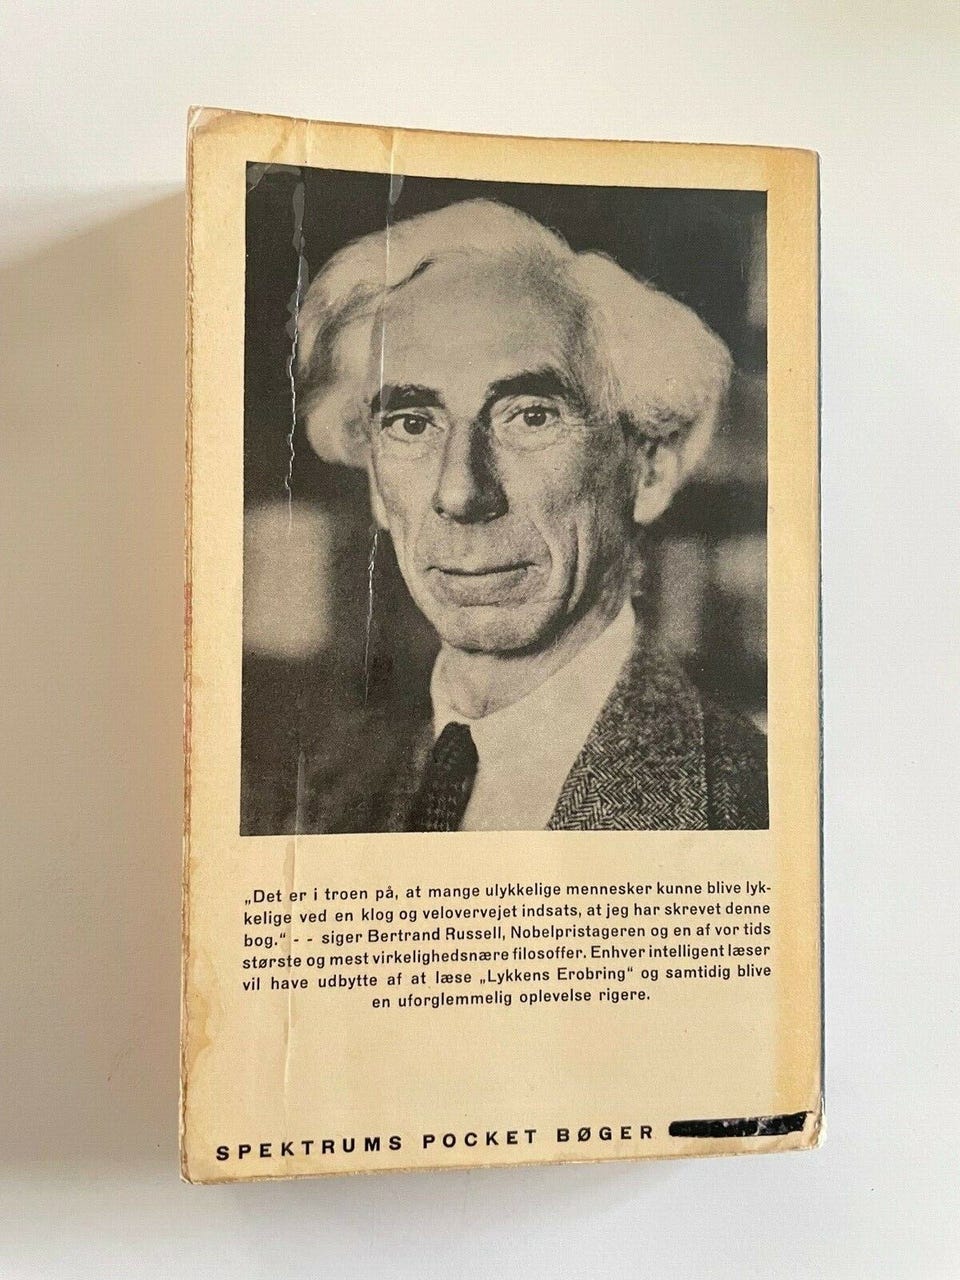 „Det er i troen på, at mange ulykkelige mennesker kunne blive lyk-
kelige ved en klog og velovervejet indsats, at jeg har skrevet denne
bog.“ - - siger Bertrand Russell, Nobelpristageren og en af vor tids
største og mest virkelighedsnære filosoffer. Enhver intelligent læser
vil have udbytte af at læse „Lykkens Erobring“ og samtidig blive
en uforglemmelig oplevelse rigere.
SPEKTRUMS POCKET BØGER